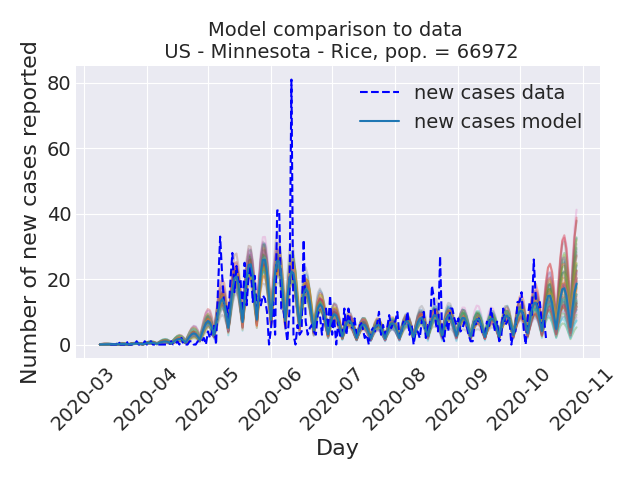 Model comparison to data
US - Minnesota - Rice, pop. = 66972
Number of new cases reported
80
60
40
20
0
new cases data
new cases model
2020-03
2020-04
2020-05
2020-06
2020-07
2020-08
2020-09
2020-10
2020-11
Day